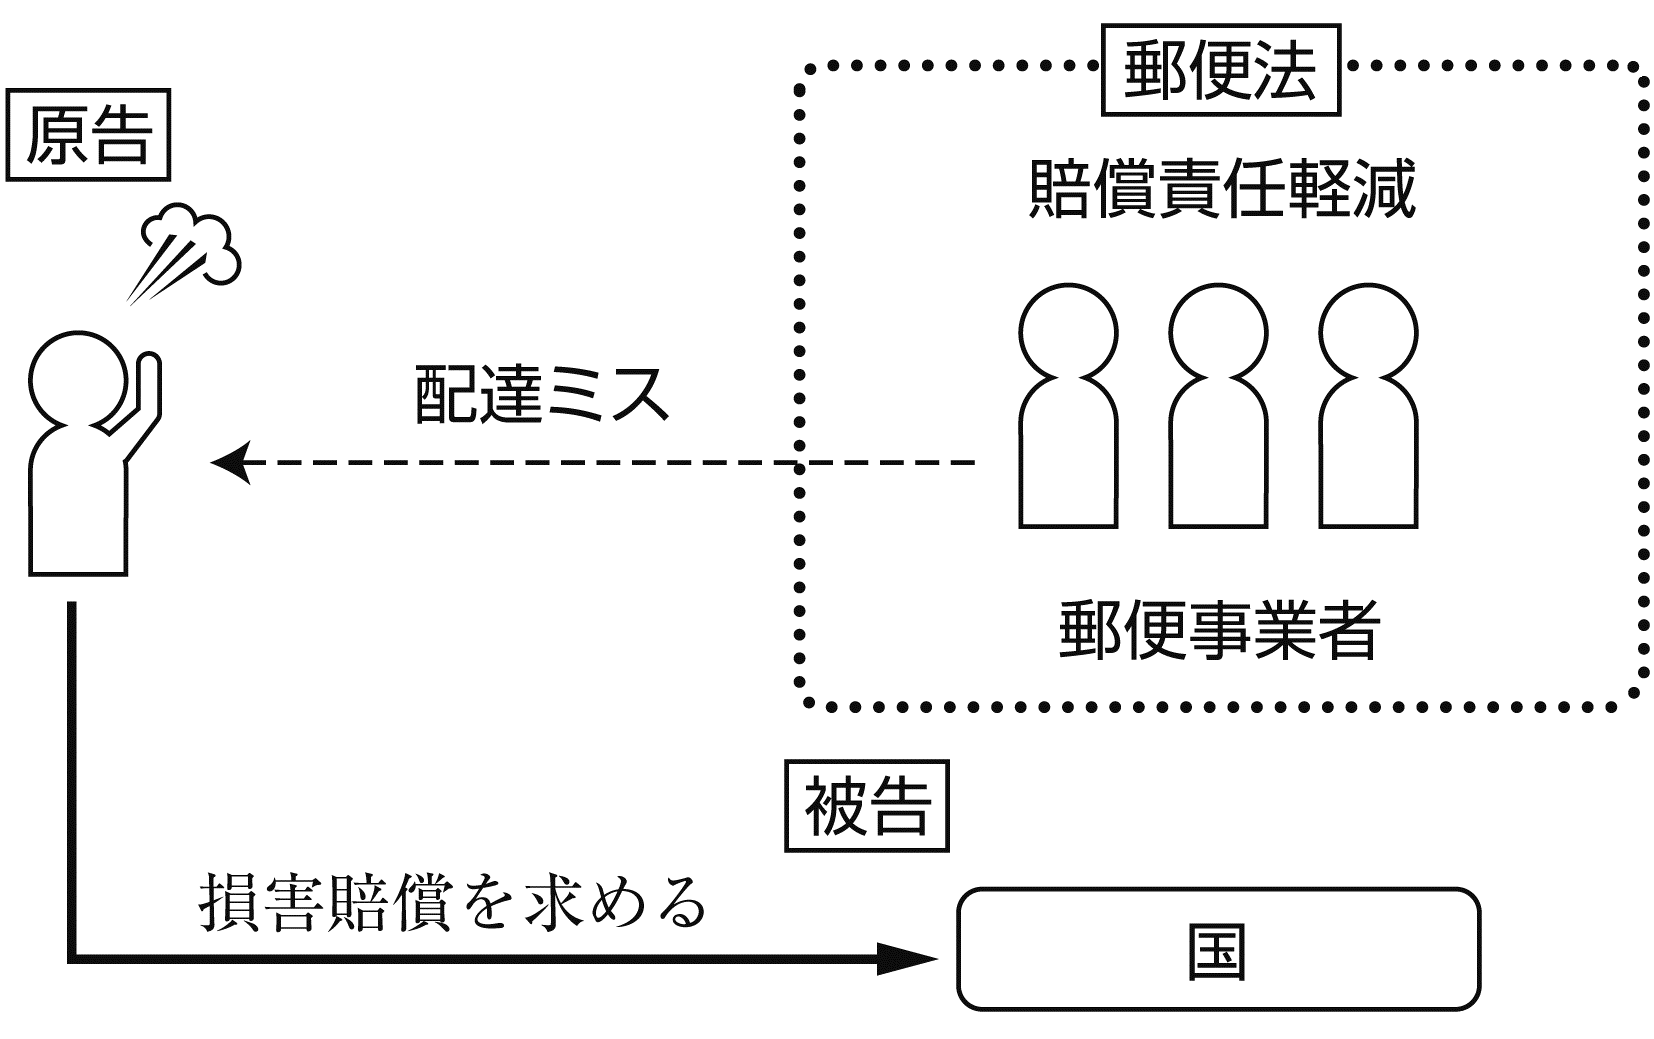 郵便法
原告
賠償責任軽減
配達ミス
郵便事業者
被告
損害賠償を求める
国